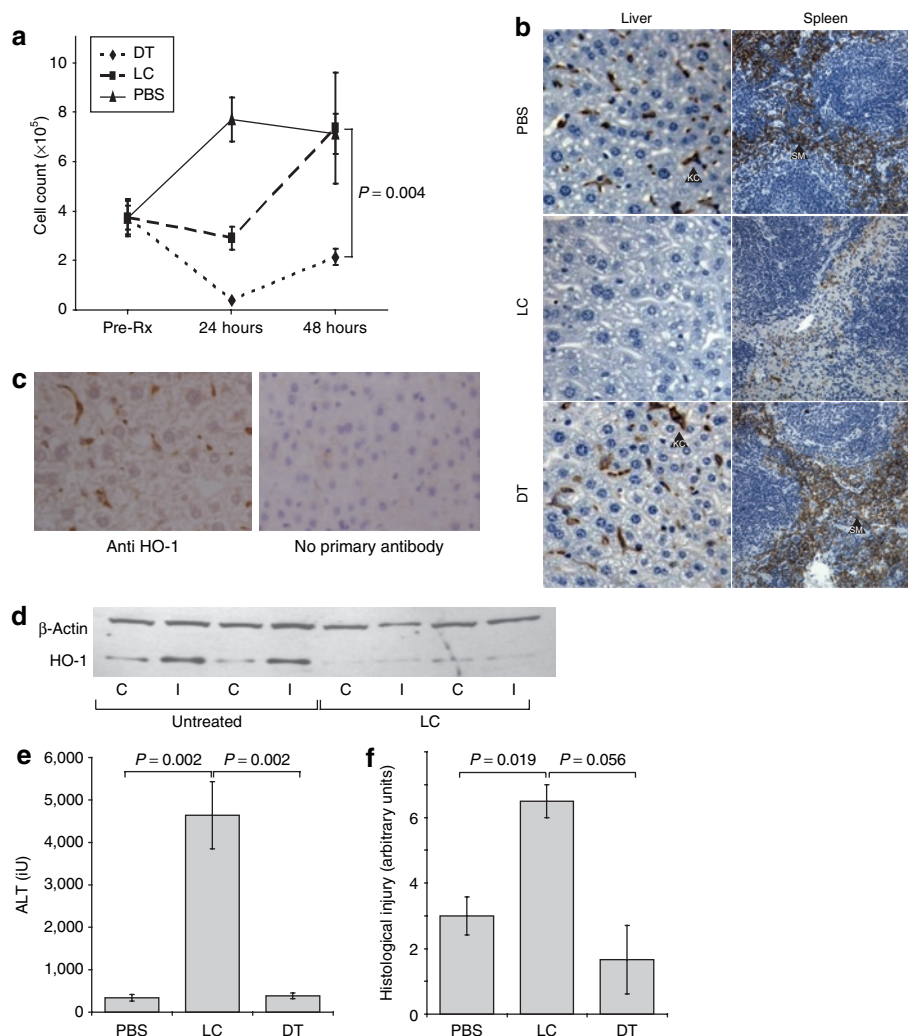 a
DT
LC
PBS
10
8
6
4
2
0
Cell count (×10⁵)
P = 0.004
Pre-Rx 24 hours 48 hours
b
Liver Spleen
PBS
KC
SM
LC
DT
KC
SM
c
Anti HO-1 No primary antibody
d
β-Actin
HO-1
C I C I C I C I
Untreated LC
e
6,000
5,000
4,000
3,000
2,000
1,000
0
ALT (iU)
P = 0.002 P = 0.002
PBS LC DT
f
6
4
2
0
Histological injury (arbitrary units)
P = 0.019 P = 0.056
PBS LC DT